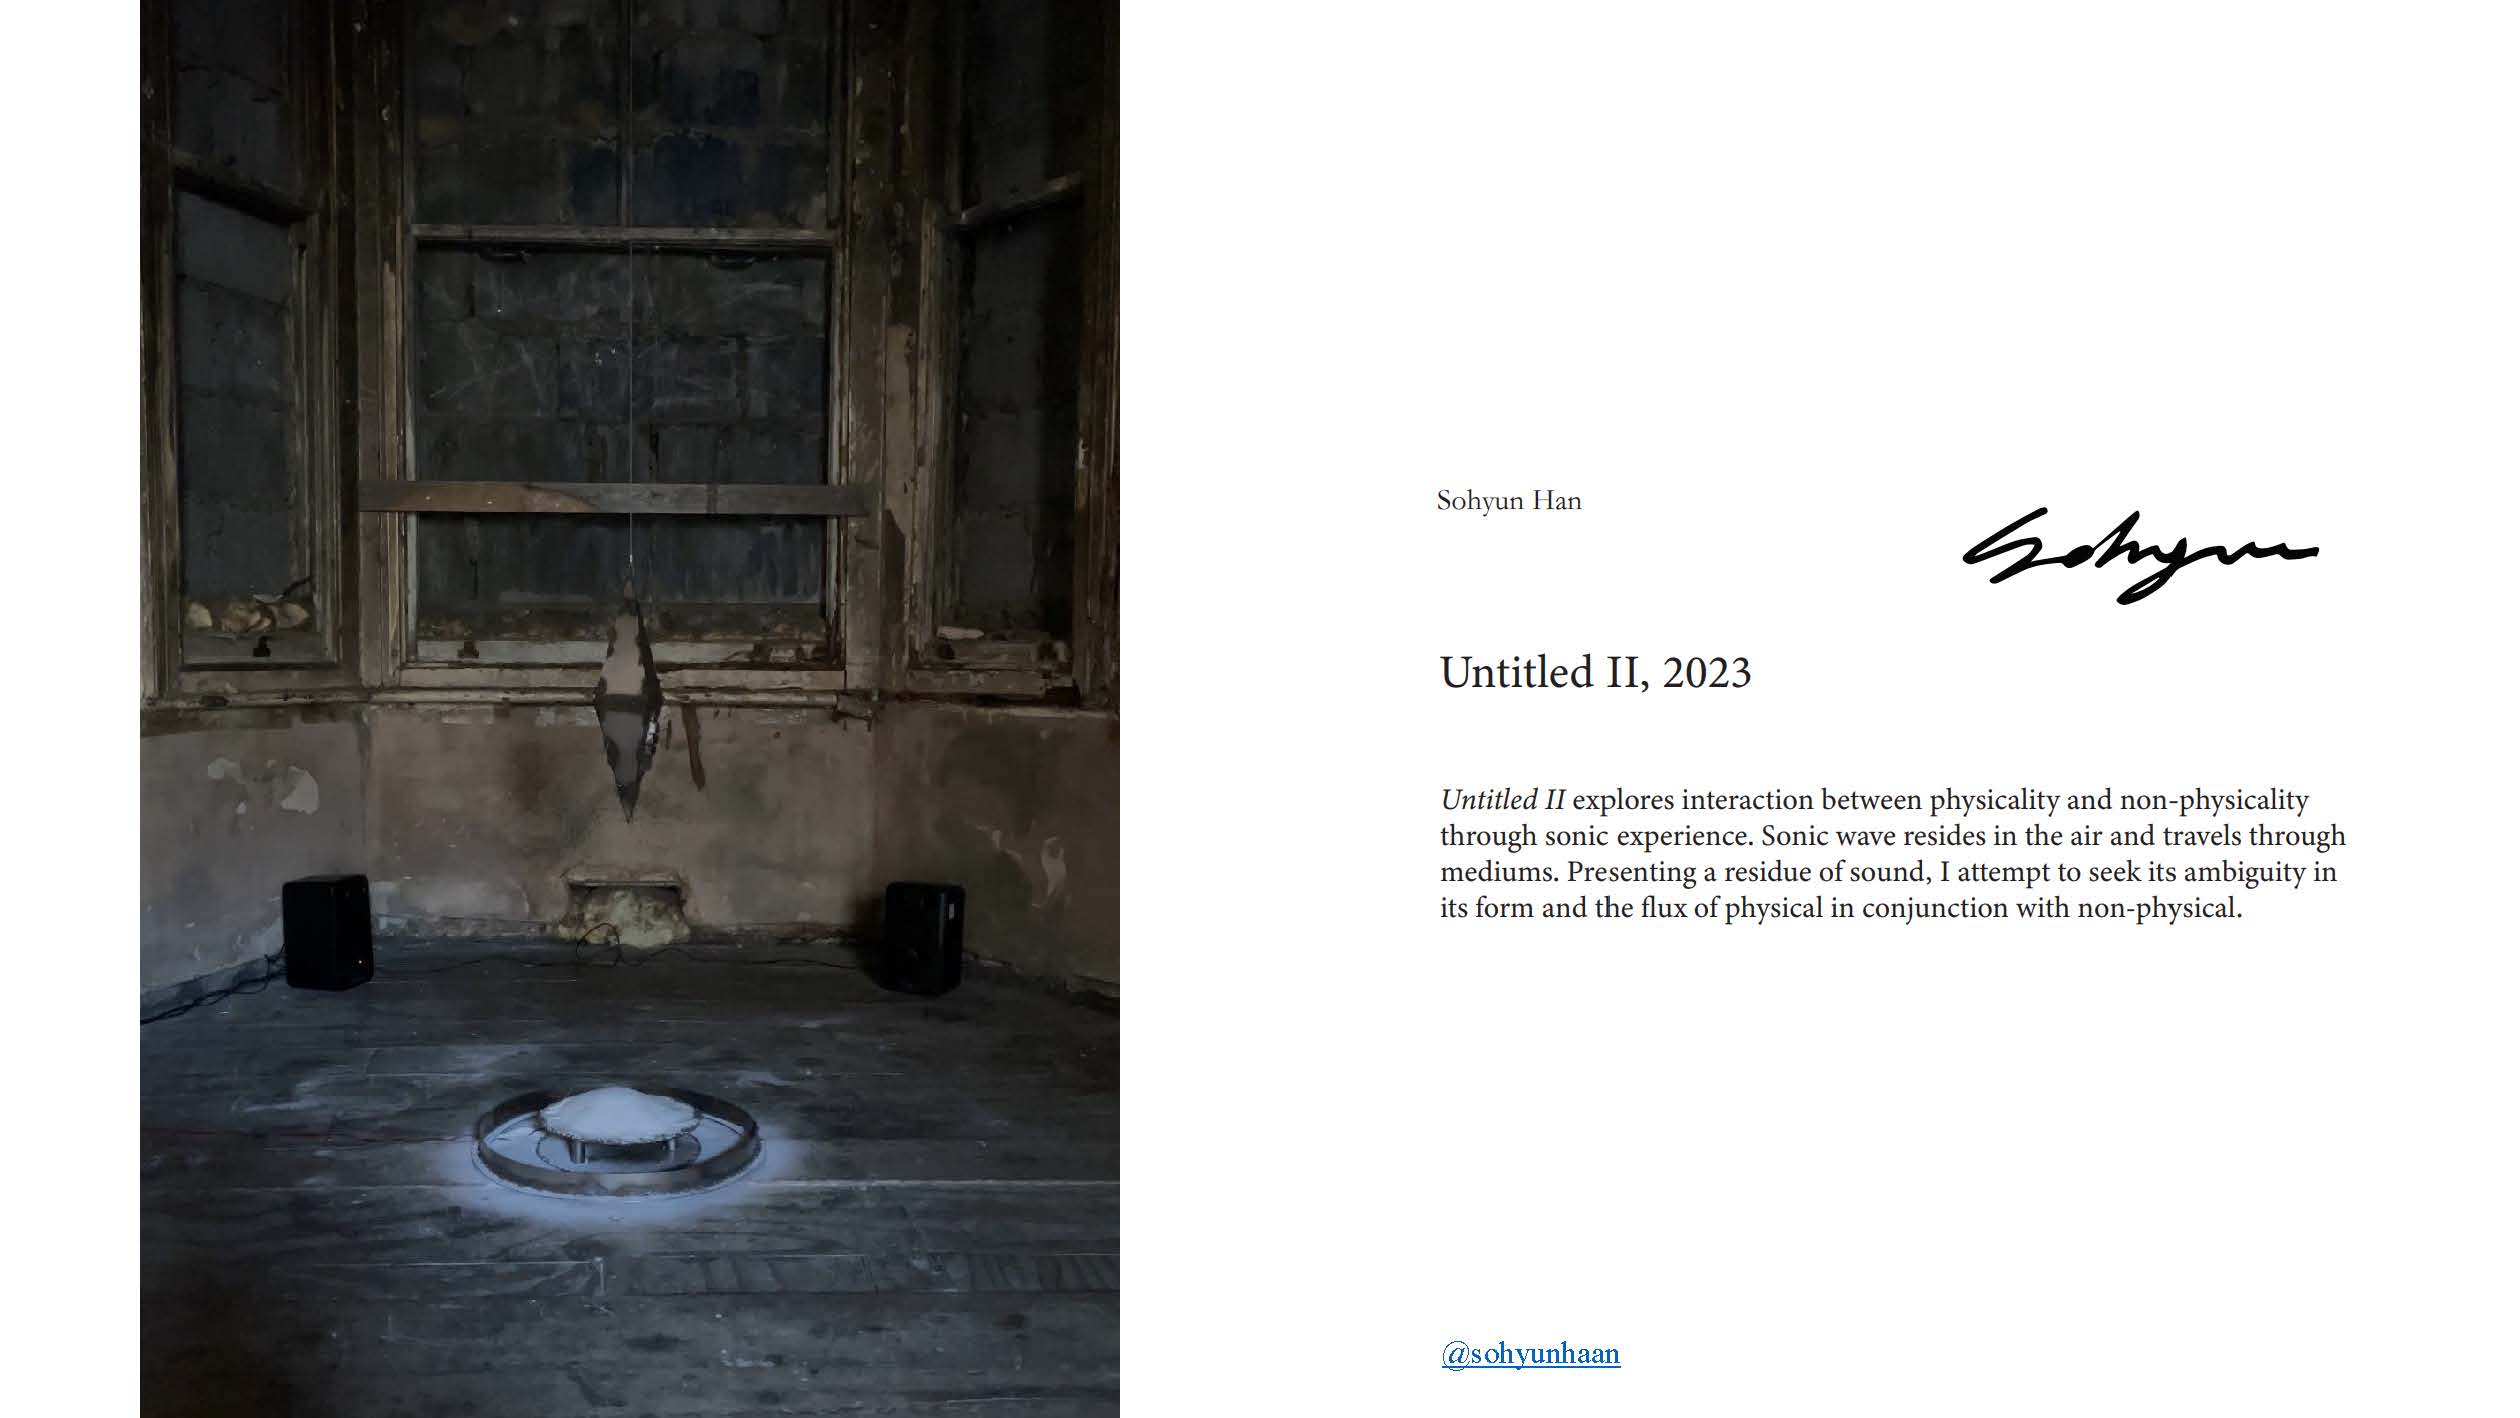 Sohyun Han
Sohyun
Untitled II, 2023
Untitled II explores interaction between physicality and non-physicality
through sonic experience. Sonic wave resides in the air and travels through
mediums. Presenting a residue of sound, I attempt to seek its ambiguity in
its form and the flux of physical in conjunction with non-physical.
@sohyunhaan